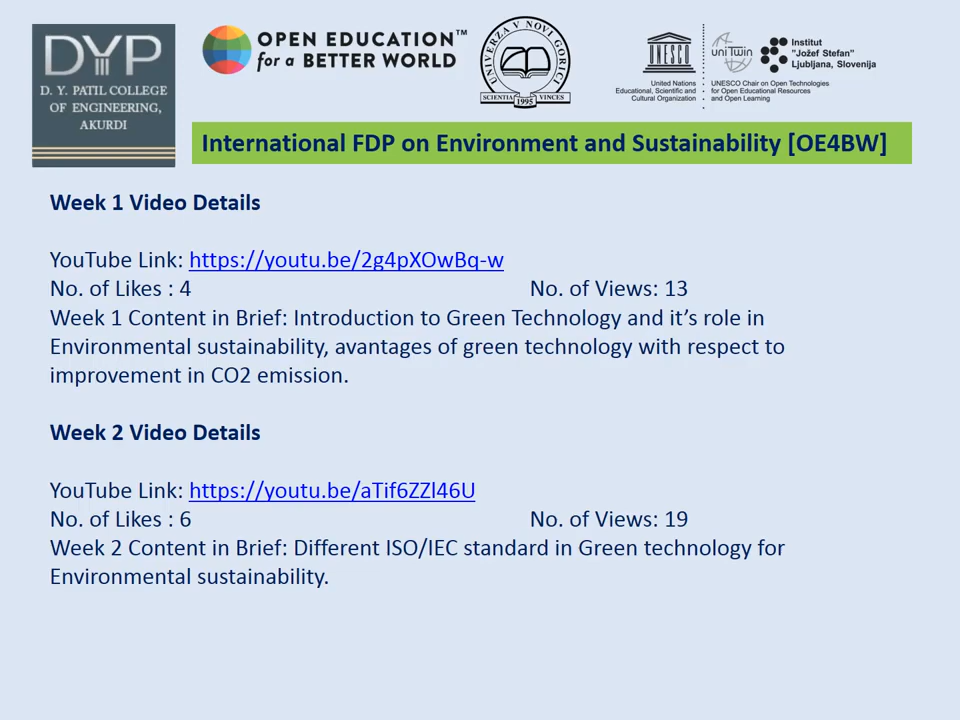 DYP
D. Y. PATIL COLLEGE
OF ENGINEERING,
AKURDI
OPEN EDUCATION™
for a BETTER WORLD
UNIVERZA V NOVI GORICI
SCIENTIA VINCES
1995
UNESCO
United Nations
Educational, Scientific and
Cultural Organization
uniTwin
Institut
"Jožef Stefan"
Ljubljana, Slovenija
UNESCO Chair on Open Technologies
for Open Educational Resources
and Open Learning
International FDP on Environment and Sustainability [OE4BW]
Week 1 Video Details
YouTube Link: https://youtu.be/2g4pXOwBq-w
No. of Likes : 4 No. of Views: 13
Week 1 Content in Brief: Introduction to Green Technology and it’s role in
Environmental sustainability, avantages of green technology with respect to
improvement in CO2 emission.
Week 2 Video Details
YouTube Link: https://youtu.be/aTif6ZZl46U
No. of Likes : 6 No. of Views: 19
Week 2 Content in Brief: Different ISO/IEC standard in Green technology for
Environmental sustainability.